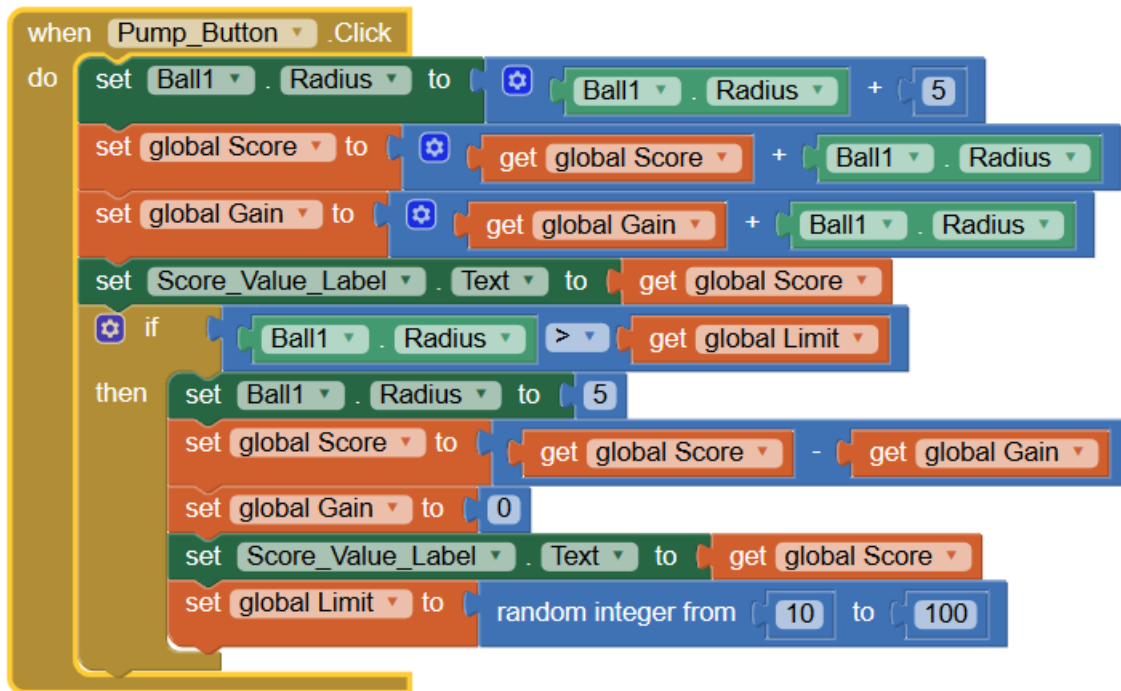 when Pump_Button .Click
do set Ball1 . Radius to Ball1 . Radius + 5
set global Score to get global Score + Ball1 . Radius
set global Gain to get global Gain + Ball1 . Radius
set Score_Value_Label . Text to get global Score
if Ball1 . Radius > get global Limit
then set Ball1 . Radius to 5
set global Score to get global Score - get global Gain
set global Gain to 0
set Score_Value_Label . Text to get global Score
set global Limit to random integer from 10 to 100